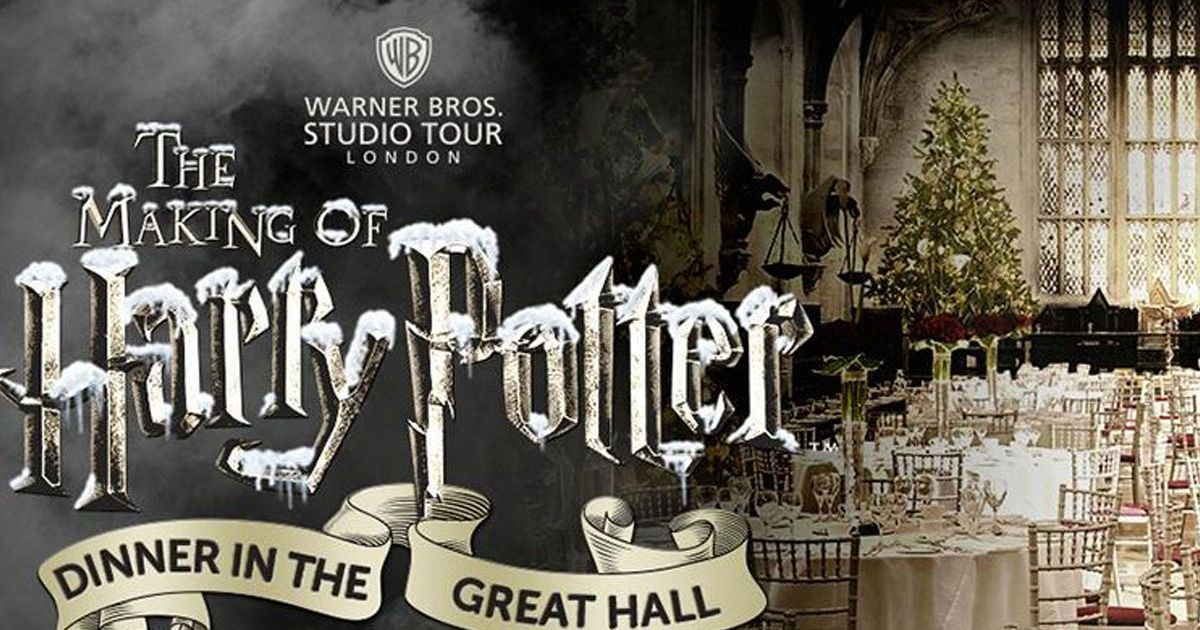 WB
WARNER BROS.
STUDIO TOUR
LONDON
THE
MAKING OF
Harry Potter
DINNER IN THE
GREAT HALL